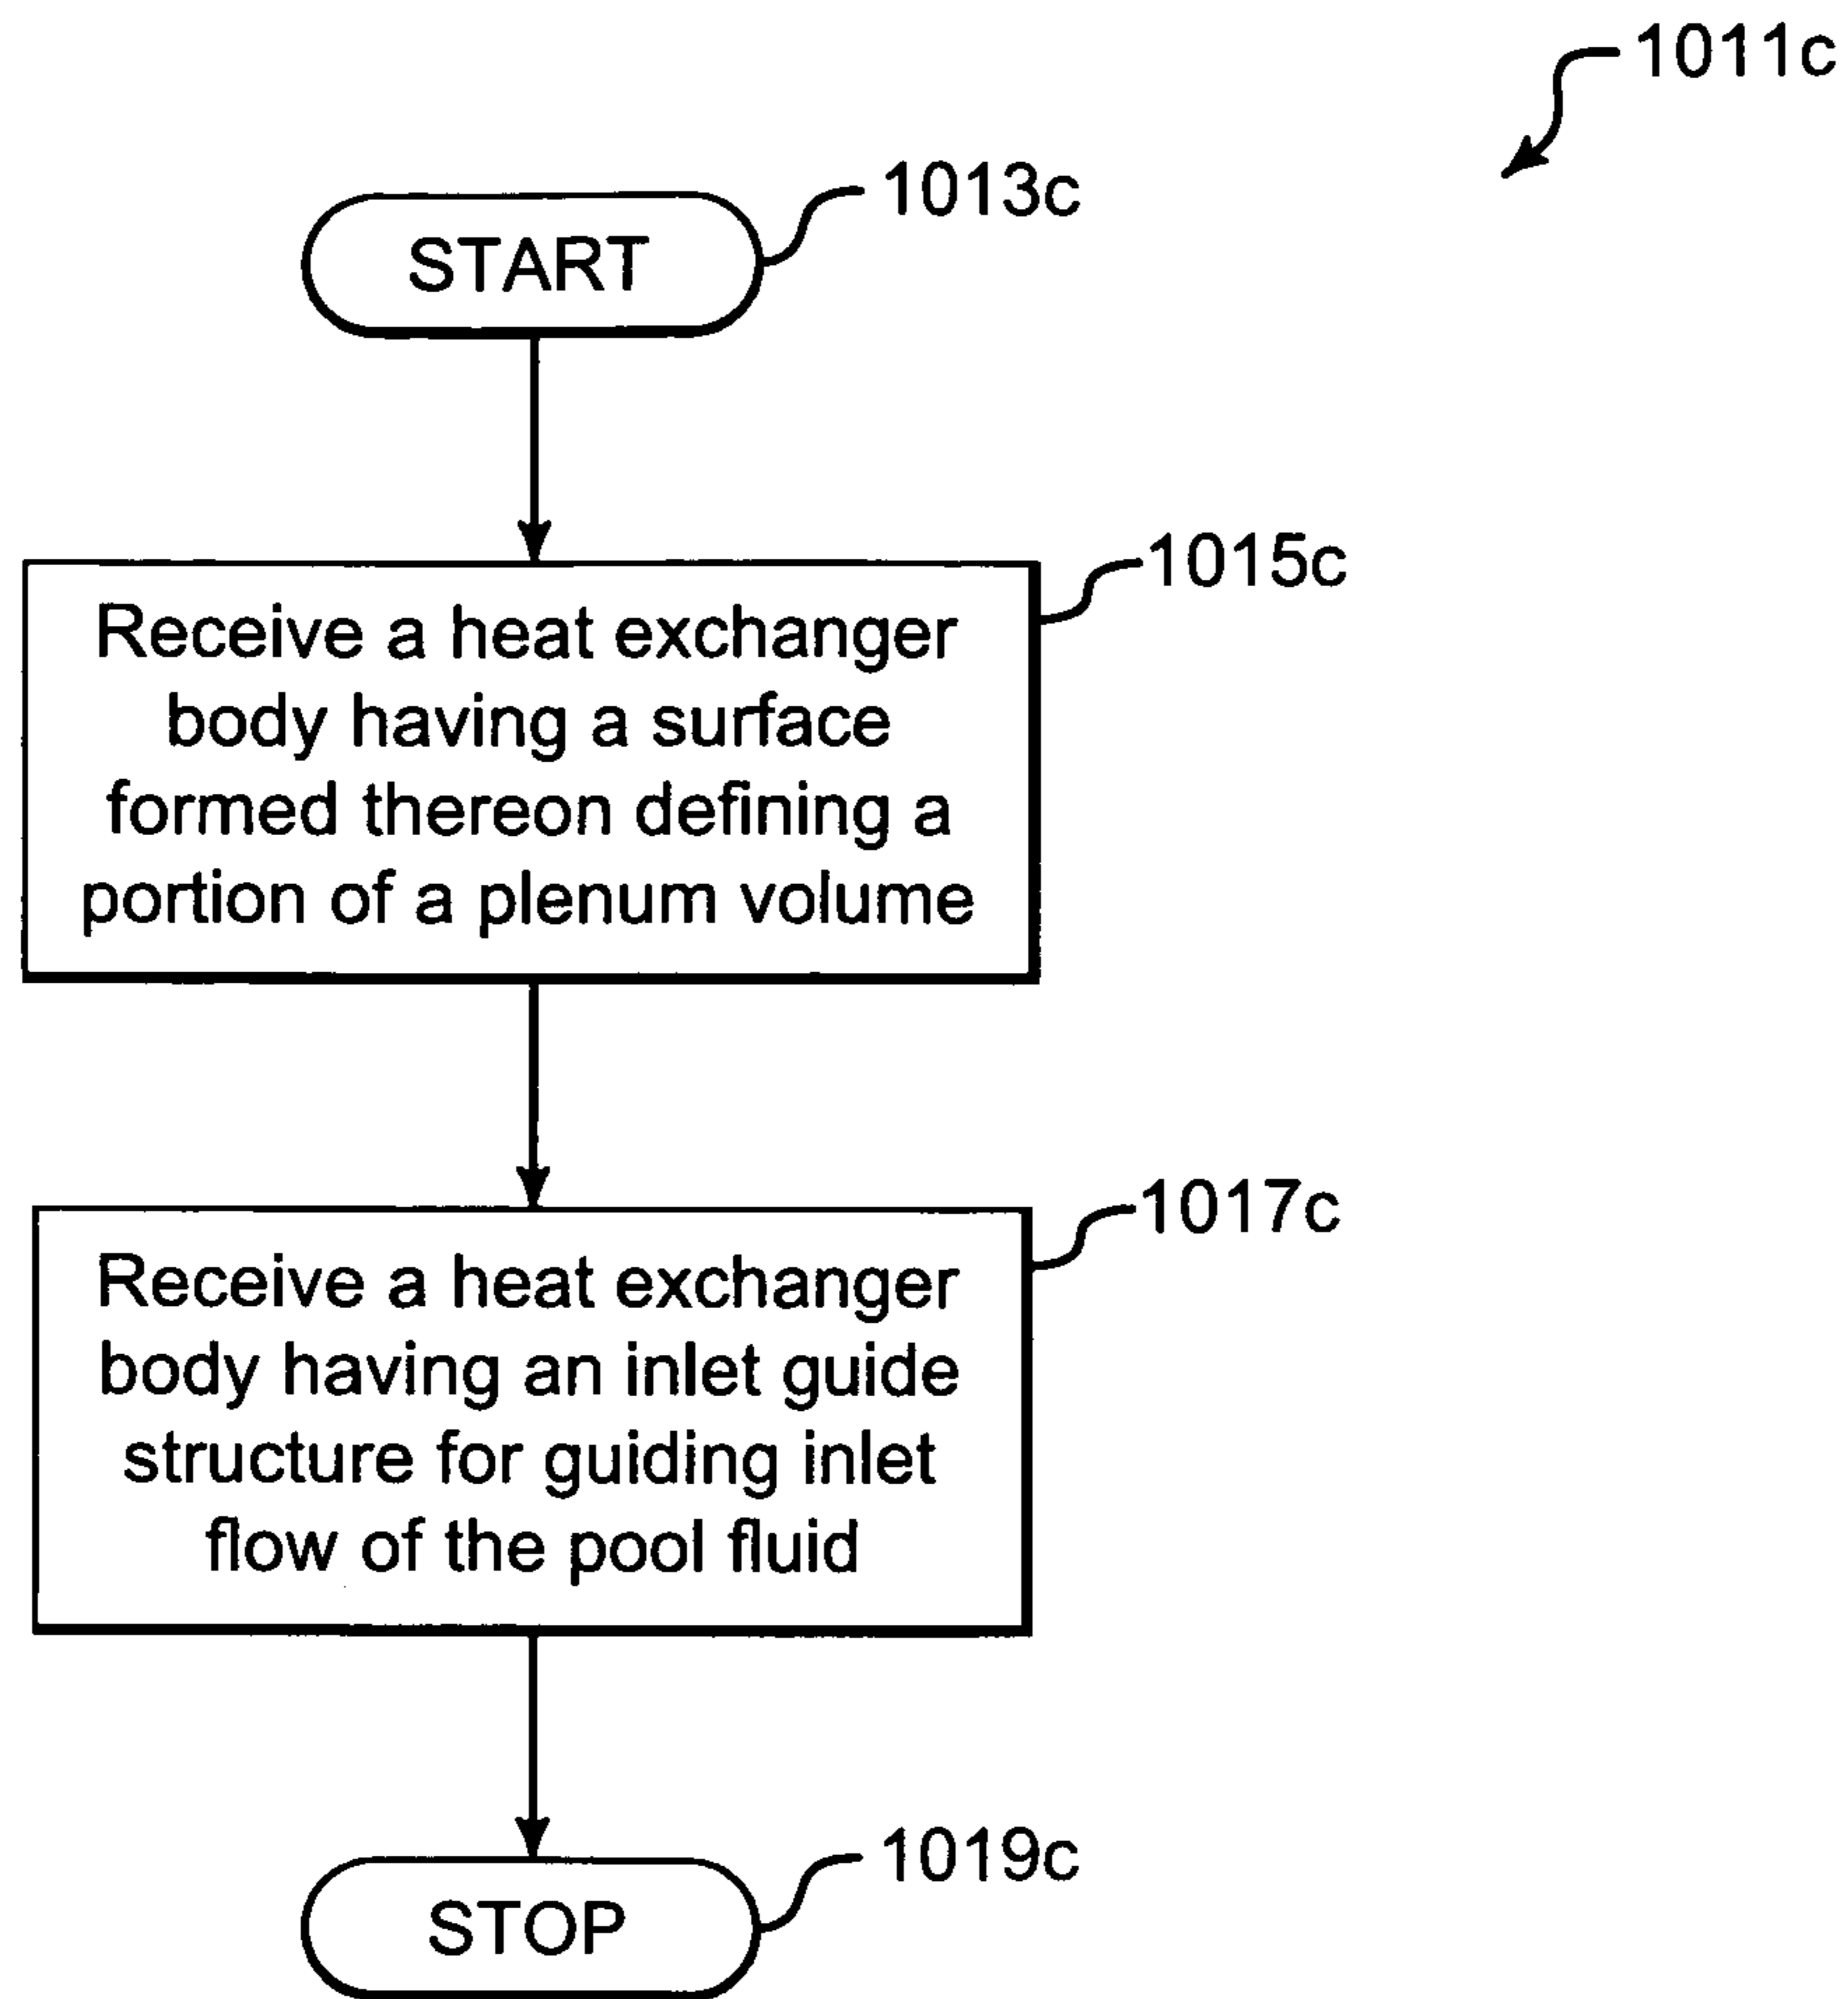 1011c
1013c
START
1015c
Receive a heat exchanger
body having a surface
formed thereon defining a
portion of a plenum volume
1017c
Receive a heat exchanger
body having an inlet guide
structure for guiding inlet
flow of the pool fluid
1019c
STOP